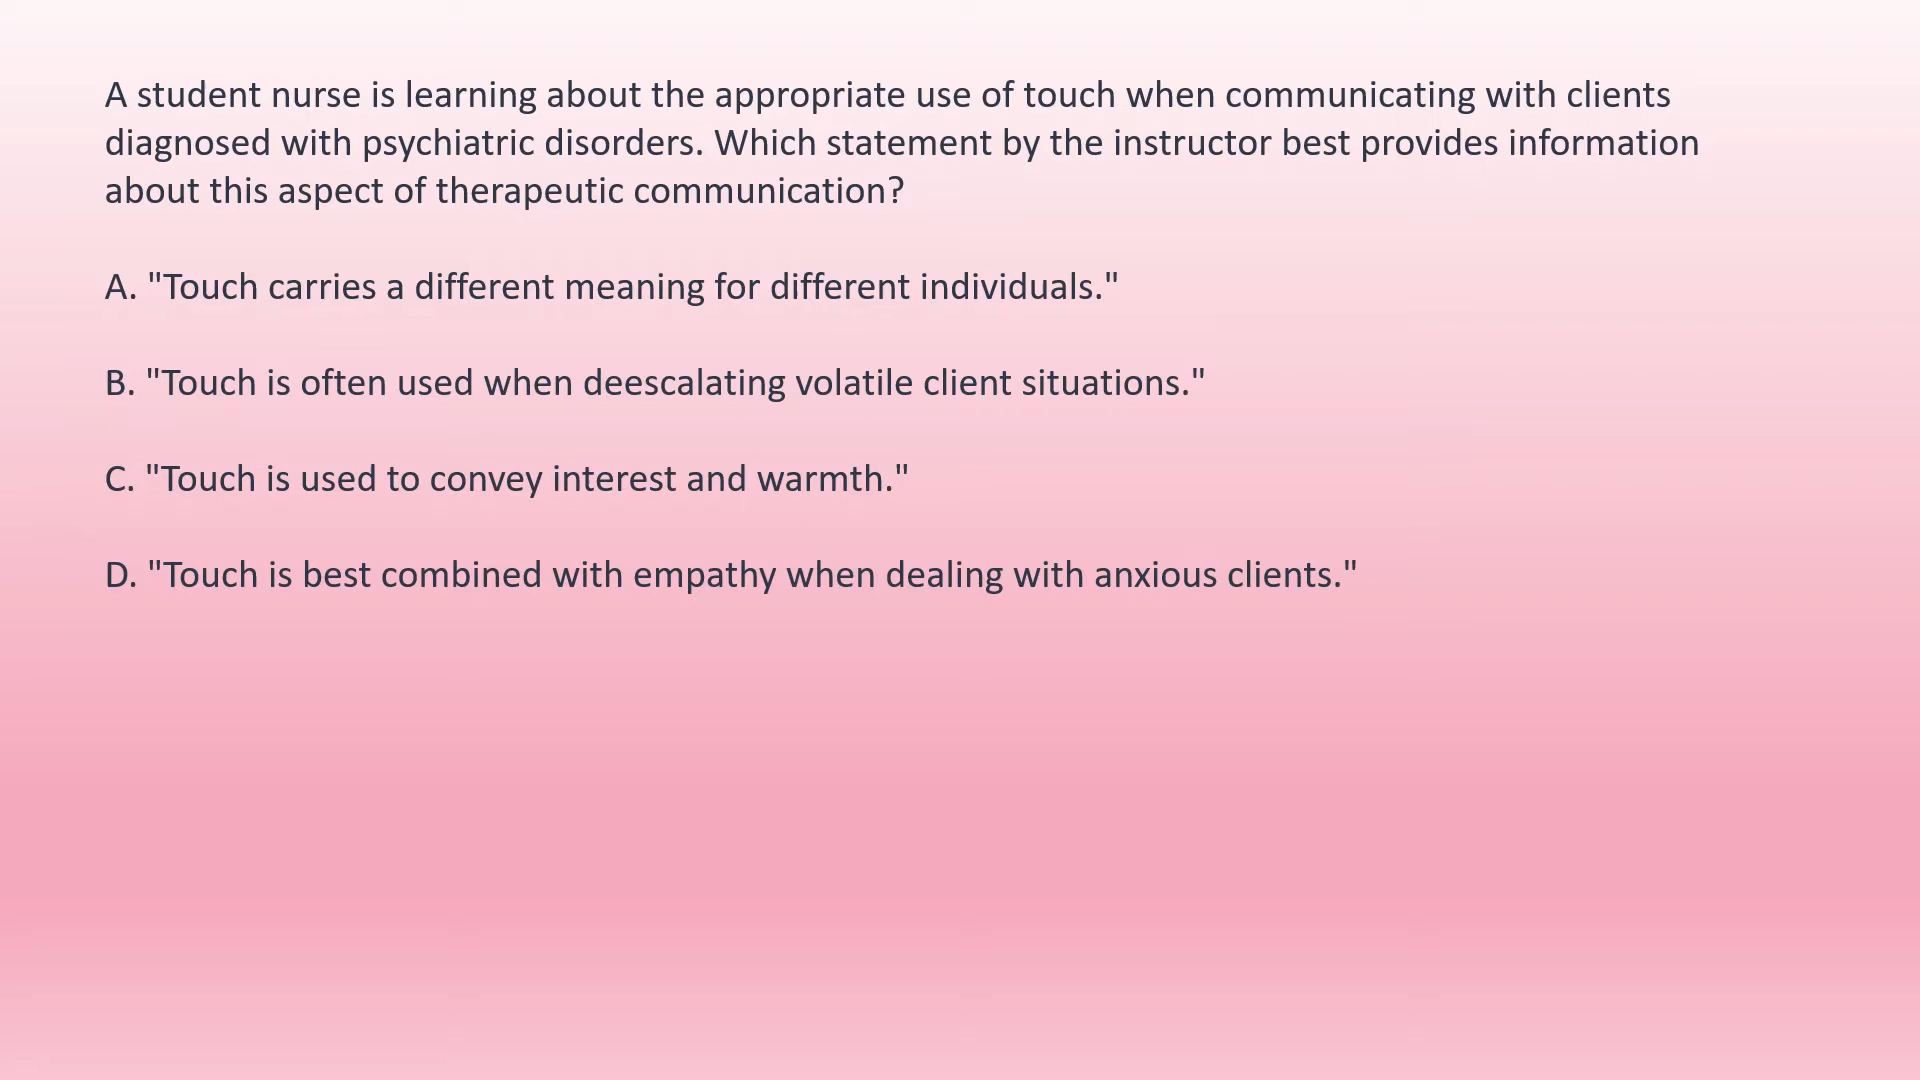 A student nurse is learning about the appropriate use of touch when communicating with clients
diagnosed with psychiatric disorders. Which statement by the instructor best provides information
about this aspect of therapeutic communication?
A. "Touch carries a different meaning for different individuals."
B. "Touch is often used when deescalating volatile client situations."
C. "Touch is used to convey interest and warmth."
D. "Touch is best combined with empathy when dealing with anxious clients."